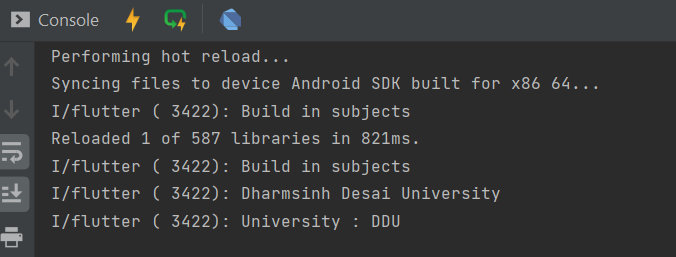 Console
Performing hot reload...
Syncing files to device Android SDK built for x86 64...
I/flutter ( 3422): Build in subjects
Reloaded 1 of 587 libraries in 821ms.
I/flutter ( 3422): Build in subjects
I/flutter ( 3422): Dharmsinh Desai University
I/flutter ( 3422): University : DDU